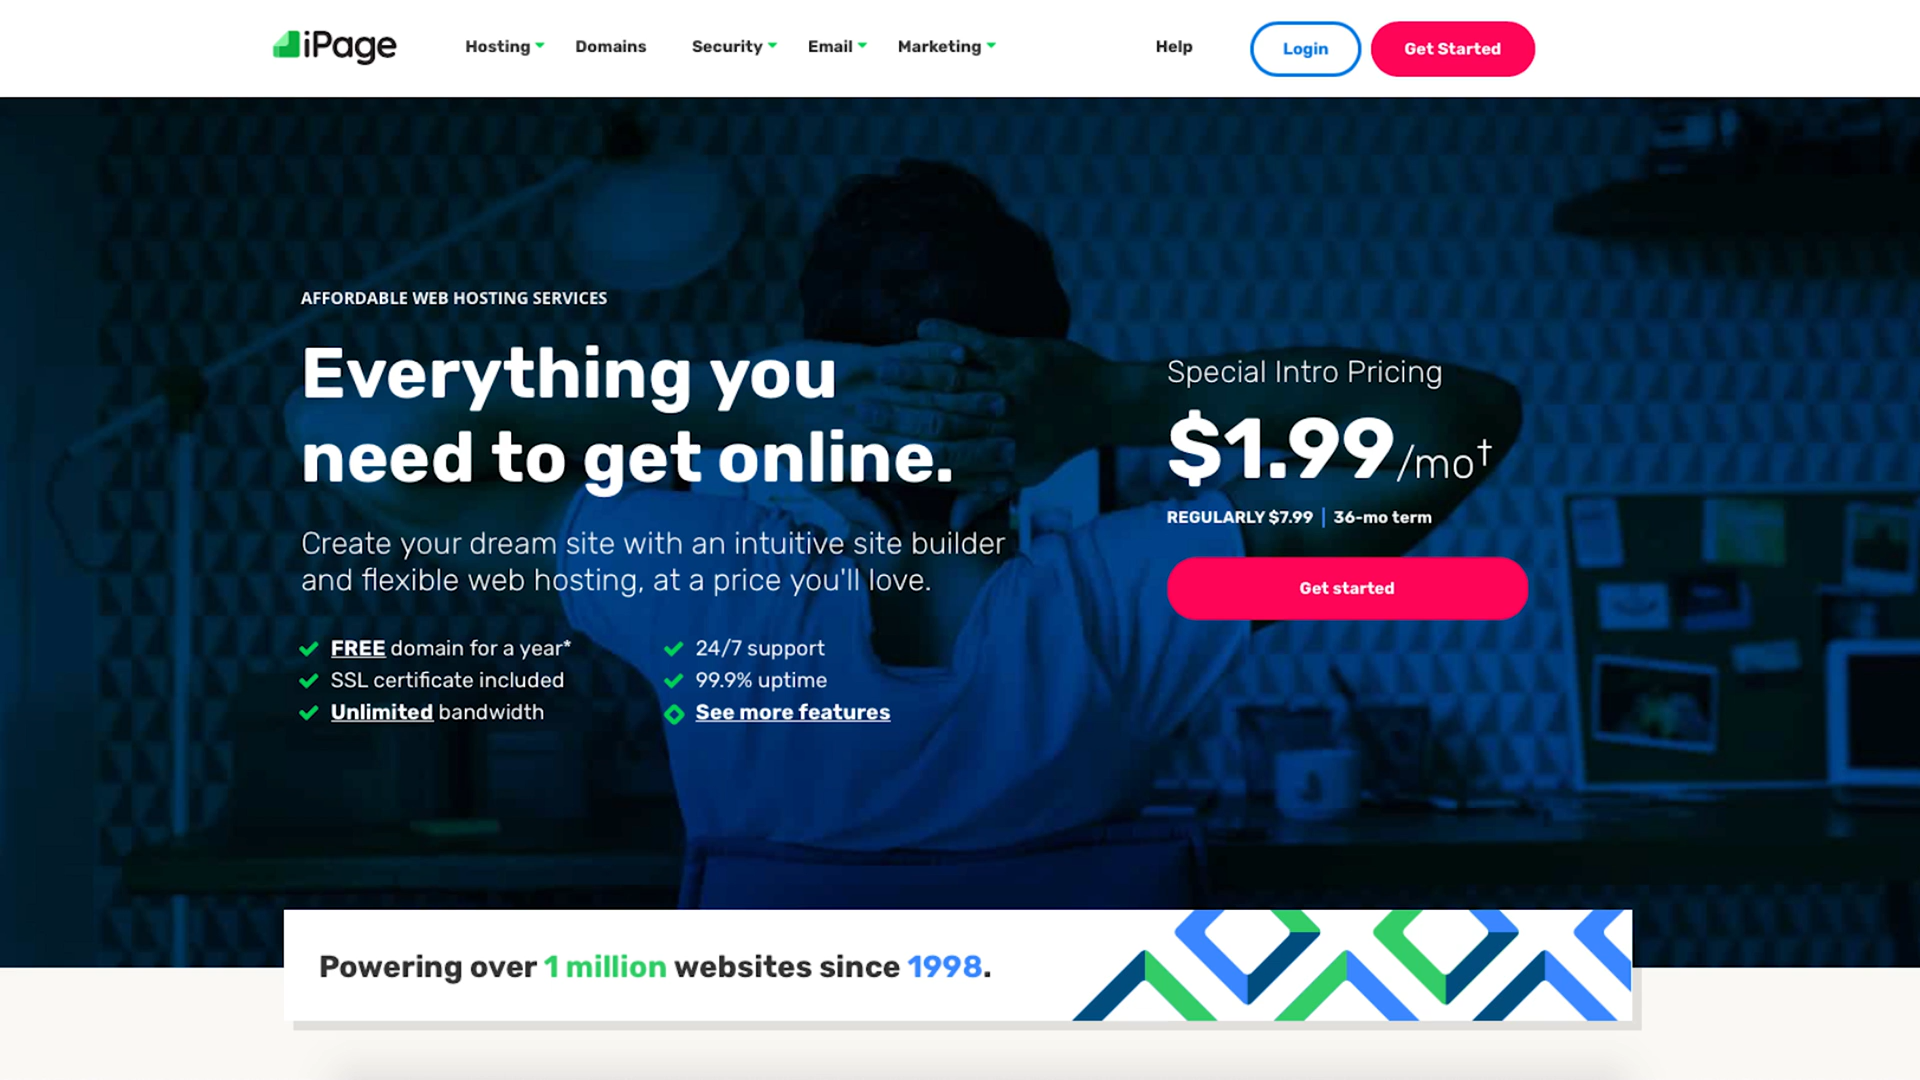 iPage
Hosting
Domains
Security
Email
Marketing
Help
Login
Get Started
AFFORDABLE WEB HOSTING SERVICES
Everything you
need to get online.
Create your dream site with an intuitive site builder
and flexible web hosting, at a price you'll love.
FREE domain for a year*
SSL certificate included
Unlimited bandwidth
24/7 support
99.9% uptime
See more features
Special Intro Pricing
$1.99/mo†
REGULARLY $7.99 | 36-mo term
Get started
Powering over 1 million websites since 1998.